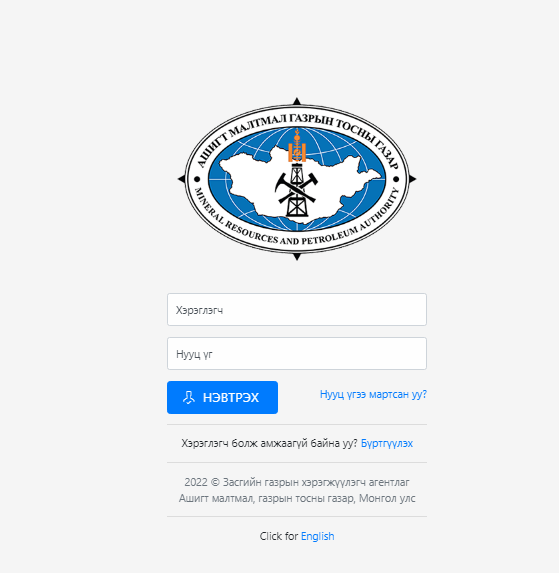 АШИГТ МАЛТМАЛ ГАЗРЫН ТОСНЫ ГАЗАР
MINERAL RESOURCES AND PETROLEUM AUTHORITY
Хэрэглэгч
Нууц үг
НЭВТРЭХ
Нууц үгээ мартсан уу?
Хэрэглэгч болж амжаагүй байна уу? Бүртгүүлэх
2022 © Засгийн газрын хэрэгжүүлэгч агентлаг
Ашигт малтмал, газрын тосны газар, Монгол улс
Click for English